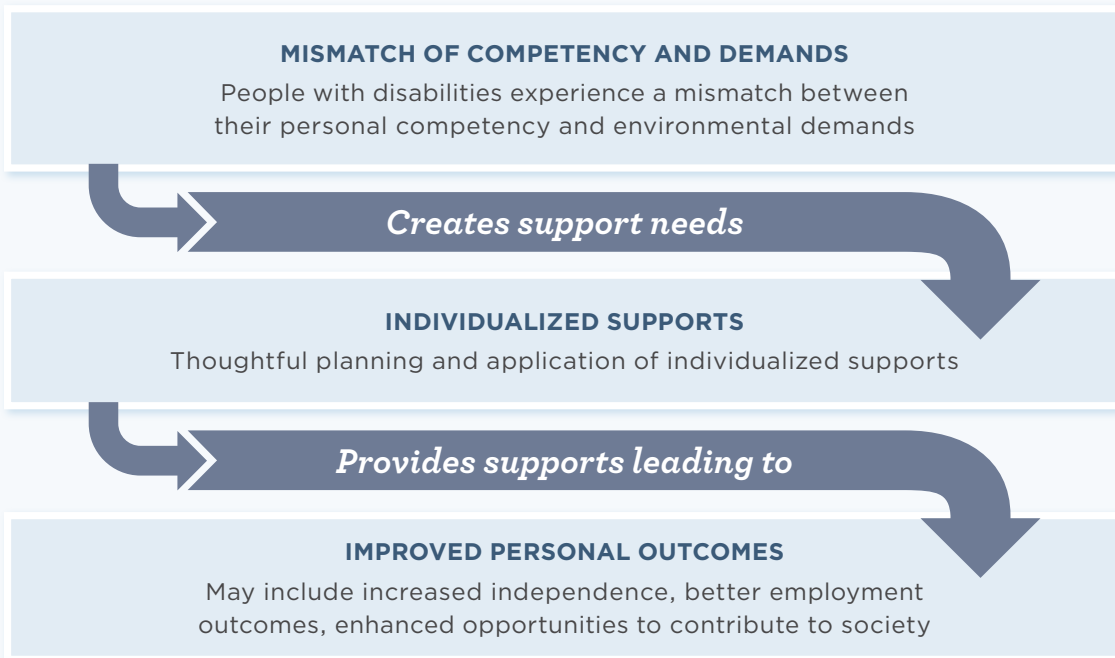 MISMATCH OF COMPETENCY AND DEMANDS
People with disabilities experience a mismatch between
their personal competency and environmental demands
Creates support needs
INDIVIDUALIZED SUPPORTS
Thoughtful planning and application of individualized supports
Provides supports leading to
IMPROVED PERSONAL OUTCOMES
May include increased independence, better employment
outcomes, enhanced opportunities to contribute to society